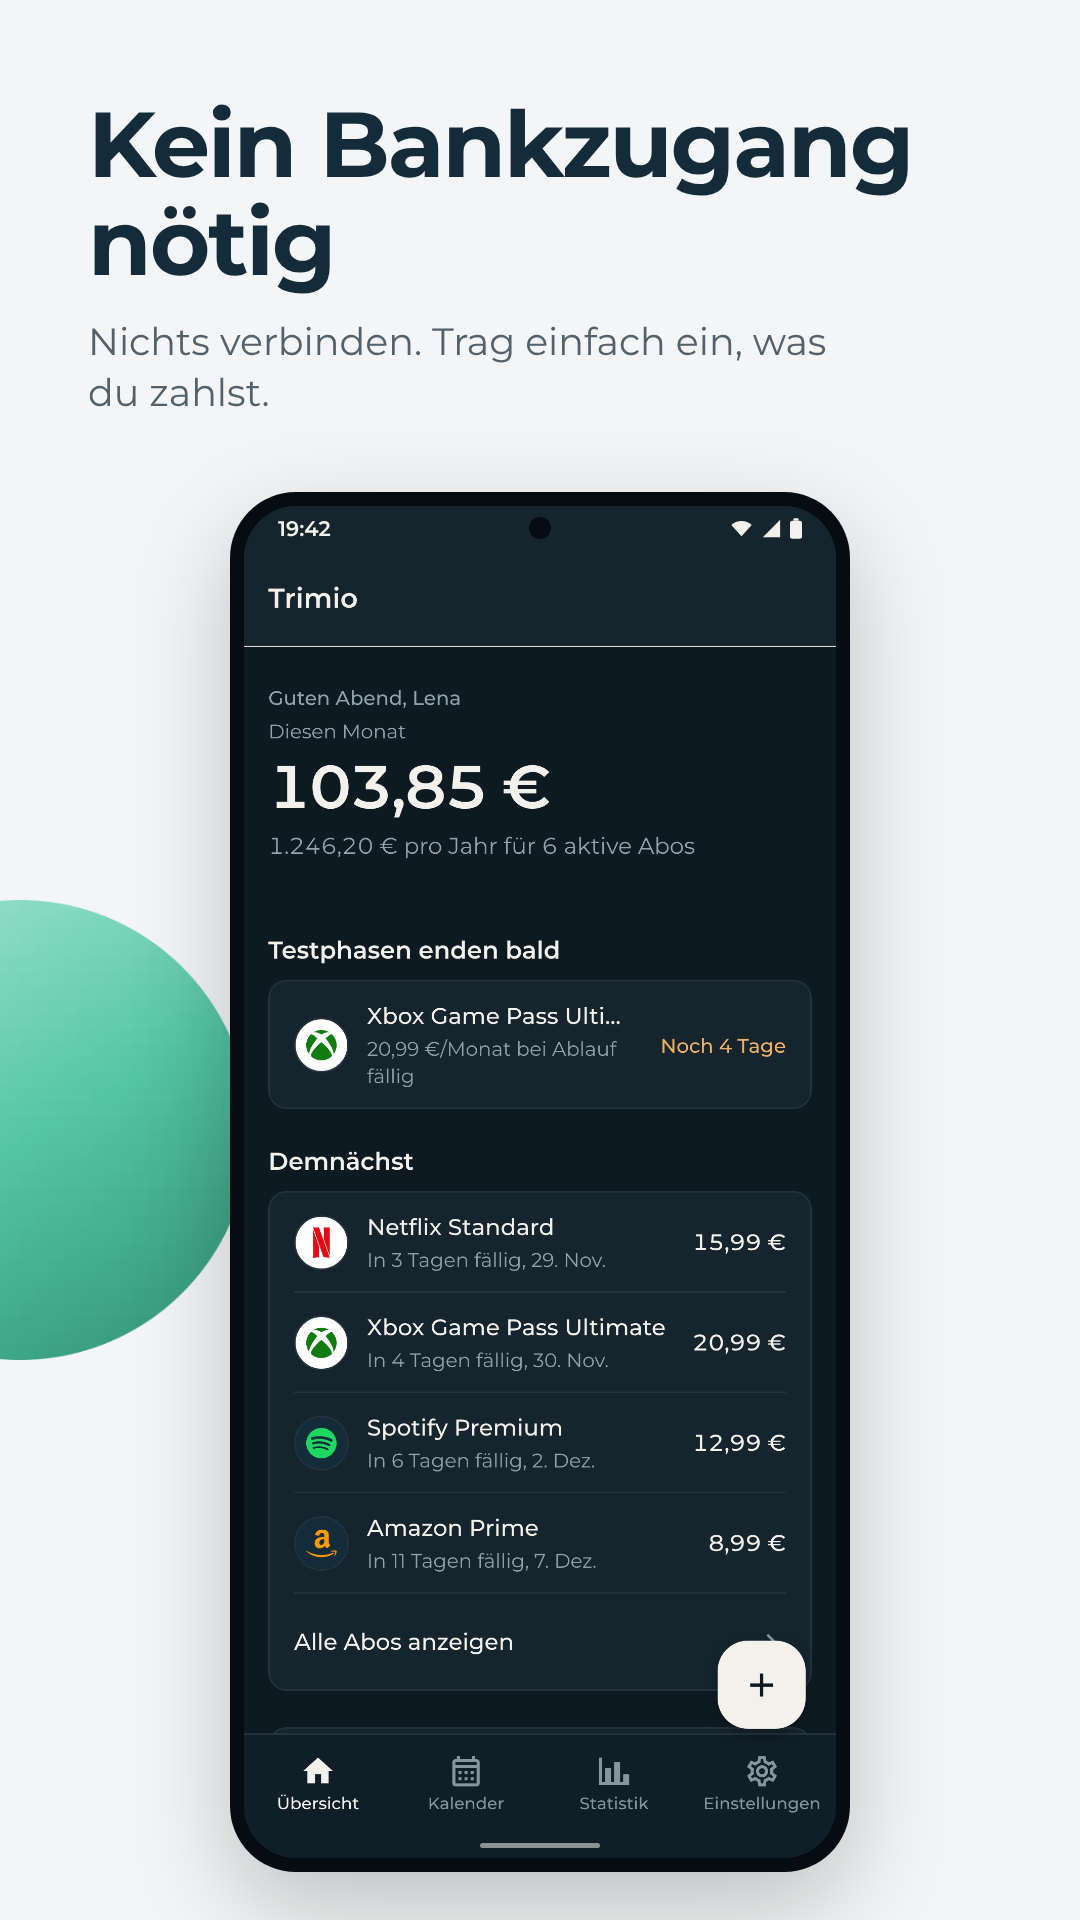 Kein Bankzugang
nötig
Nichts verbinden. Trag einfach ein, was
du zahlst.
19:42
Trimio
Guten Abend, Lena
Diesen Monat
103,85 €
1.246,20 € pro Jahr für 6 aktive Abos
Testphasen enden bald
Xbox Game Pass Ulti...
20,99 €/Monat bei Ablauf
fällig
Noch 4 Tage
Demnächst
Netflix Standard
In 3 Tagen fällig, 29. Nov.
15,99 €
Xbox Game Pass Ultimate
In 4 Tagen fällig, 30. Nov.
20,99 €
Spotify Premium
In 6 Tagen fällig, 2. Dez.
12,99 €
Amazon Prime
In 11 Tagen fällig, 7. Dez.
8,99 €
Alle Abos anzeigen
Übersicht
Kalender
Statistik
Einstellungen